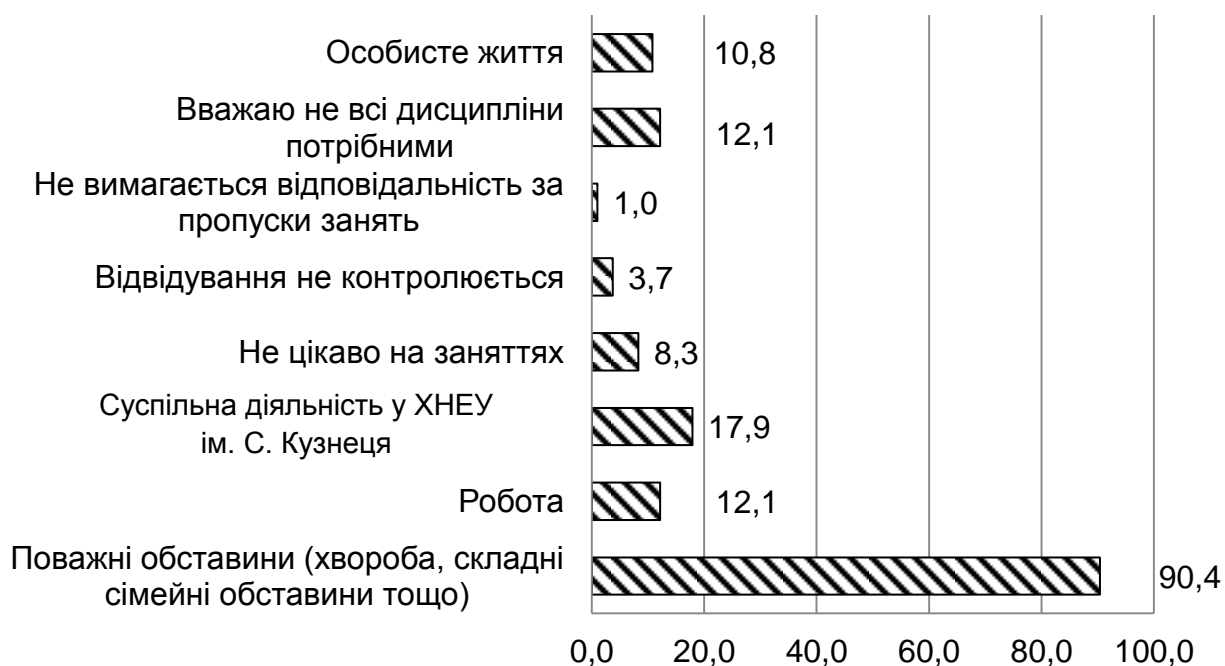 Особисте життя
10,8
Вважаю не всі дисципліни
потрібними
12,1
Не вимагається відповідальність за
пропуски занять
1,0
Відвідування не контролюється
3,7
Не цікаво на заняттях
8,3
Суспільна діяльність у ХНЕУ
ім. С. Кузнеця
17,9
Робота
12,1
Поважні обставини (хвороба, складні
сімейні обставини тощо)
90,4
0,0 20,0 40,0 60,0 80,0 100,0